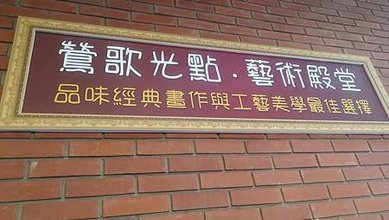 鶯歌光點·藝術殿堂
品味經典畫作與工藝美學最佳選擇